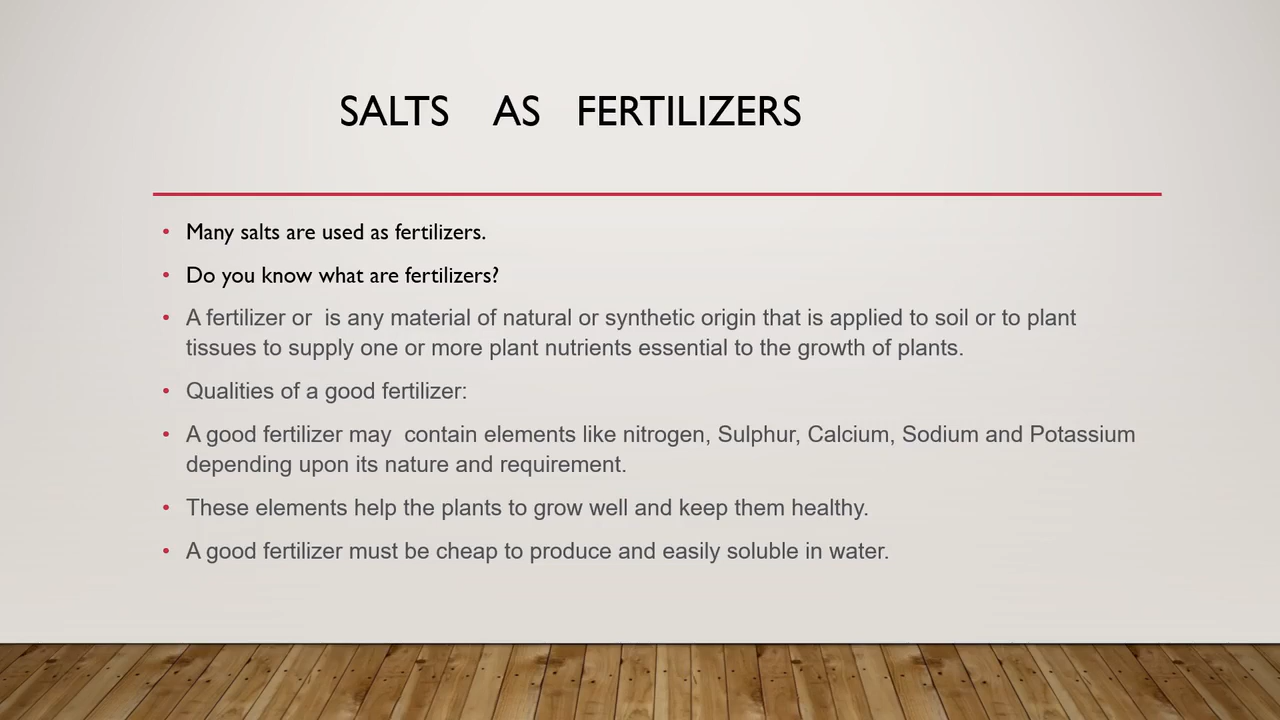 SALTS AS FERTILIZERS
• Many salts are used as fertilizers.
• Do you know what are fertilizers?
• A fertilizer or is any material of natural or synthetic origin that is applied to soil or to plant
tissues to supply one or more plant nutrients essential to the growth of plants.
• Qualities of a good fertilizer:
• A good fertilizer may contain elements like nitrogen, Sulphur, Calcium, Sodium and Potassium
depending upon its nature and requirement.
• These elements help the plants to grow well and keep them healthy.
• A good fertilizer must be cheap to produce and easily soluble in water.